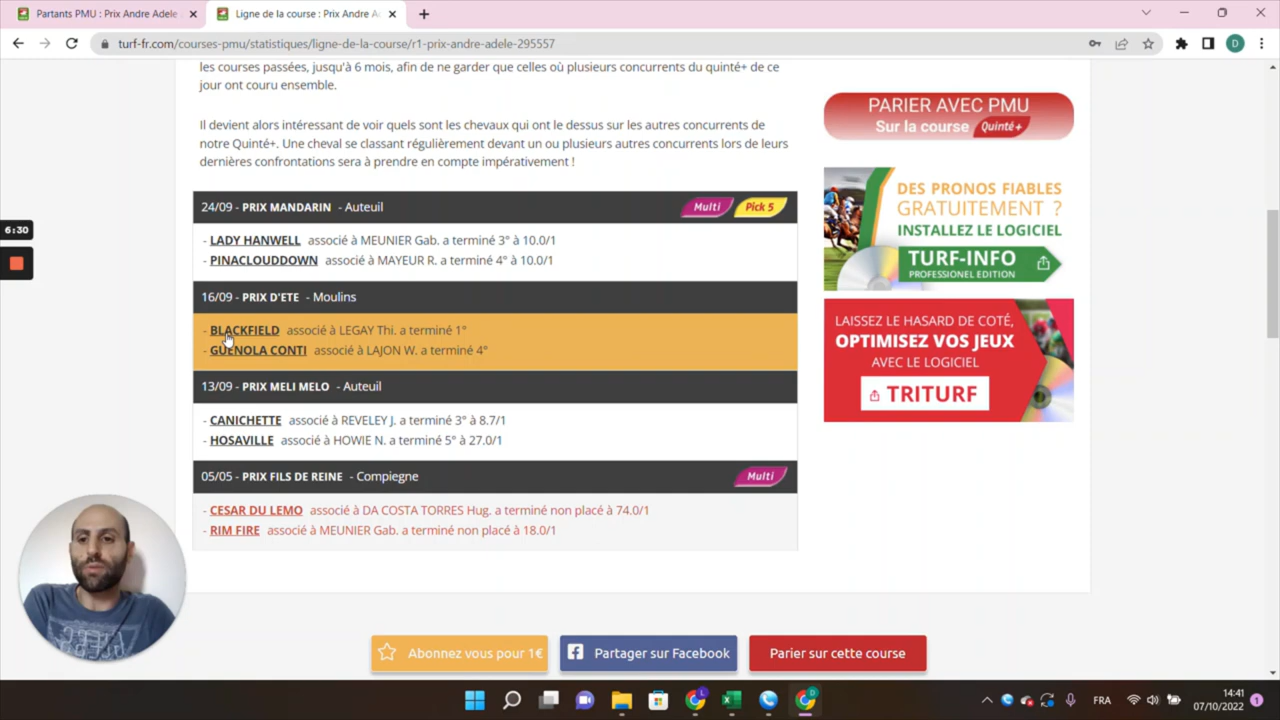 Partants PMU : Prix Andre Adele
Ligne de la course : Prix Andre A
turf-fr.com/courses-pmu/statistiques/ligne-de-la-course/r1-prix-andre-adele-295557
D
les courses passées, jusqu'à 6 mois, afin de ne garder que celles où plusieurs concurrents du quinté+ de ce
jour ont couru ensemble.
Il devient alors intéressant de voir quels sont les chevaux qui ont le dessus sur les autres concurrents de
notre Quinté+. Une cheval se classant régulièrement devant un ou plusieurs autres concurrents lors de leurs
dernières confrontations sera à prendre en compte impérativement !
24/09 - PRIX MANDARIN - Auteuil
Multi
Pick 5
- LADY HANWELL associé à MEUNIER Gab. a terminé 3° à 10.0/1
- PINACLOUDDOWN associé à MAYEUR R. a terminé 4° à 10.0/1
16/09 - PRIX D'ETE - Moulins
- BLACKFIELD associé à LEGAY Thi. a terminé 1°
- GUENOLA CONTI associé à LAJON W. a terminé 4°
13/09 - PRIX MELI MELO - Auteuil
- CANICHETTE associé à REVELEY J. a terminé 3° à 8.7/1
- HOSAVILLE associé à HOWIE N. a terminé 5° à 27.0/1
05/05 - PRIX FILS DE REINE - Compiegne
Multi
- CESAR DU LEMO associé à DA COSTA TORRES Hug. a terminé non placé à 74.0/1
- RIM FIRE associé à MEUNIER Gab. a terminé non placé à 18.0/1
PARIER AVEC PMU
Sur la course Quinté+
DES PRONOS FIABLES
GRATUITEMENT ?
INSTALLEZ LE LOGICIEL
TURF-INFO
PROFESSIONEL EDITION
LAISSEZ LE HASARD DE COTÉ,
OPTIMISEZ VOS JEUX
AVEC LE LOGICIEL
TRITURF
6:30
Abonnez vous pour 1€
Partager sur Facebook
Parier sur cette course
L
D
FRA
14:41
07/10/2022
1